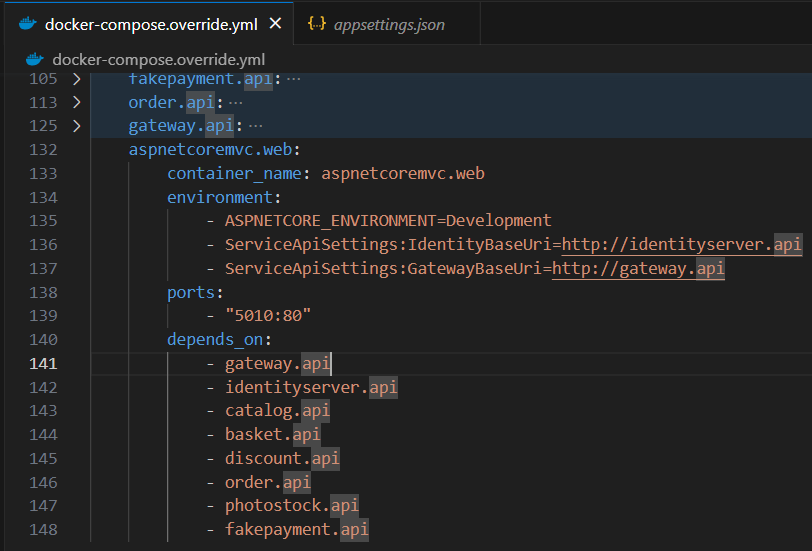 docker-compose.override.yml ✕ {..} appsettings.json
docker-compose.override.yml
105 > fakepayment.api: ...
113 > order.api: ...
125 > gateway.api: ...
132 aspnetcoremvc.web:
133 container_name: aspnetcoremvc.web
134 environment:
135 - ASPNETCORE_ENVIRONMENT=Development
136 - ServiceApiSettings:IdentityBaseUri=http://identityserver.api
137 - ServiceApiSettings:GatewayBaseUri=http://gateway.api
138 ports:
139 - "5010:80"
140 depends_on:
141 - gateway.api
142 - identityserver.api
143 - catalog.api
144 - basket.api
145 - discount.api
146 - order.api
147 - photostock.api
148 - fakepayment.api